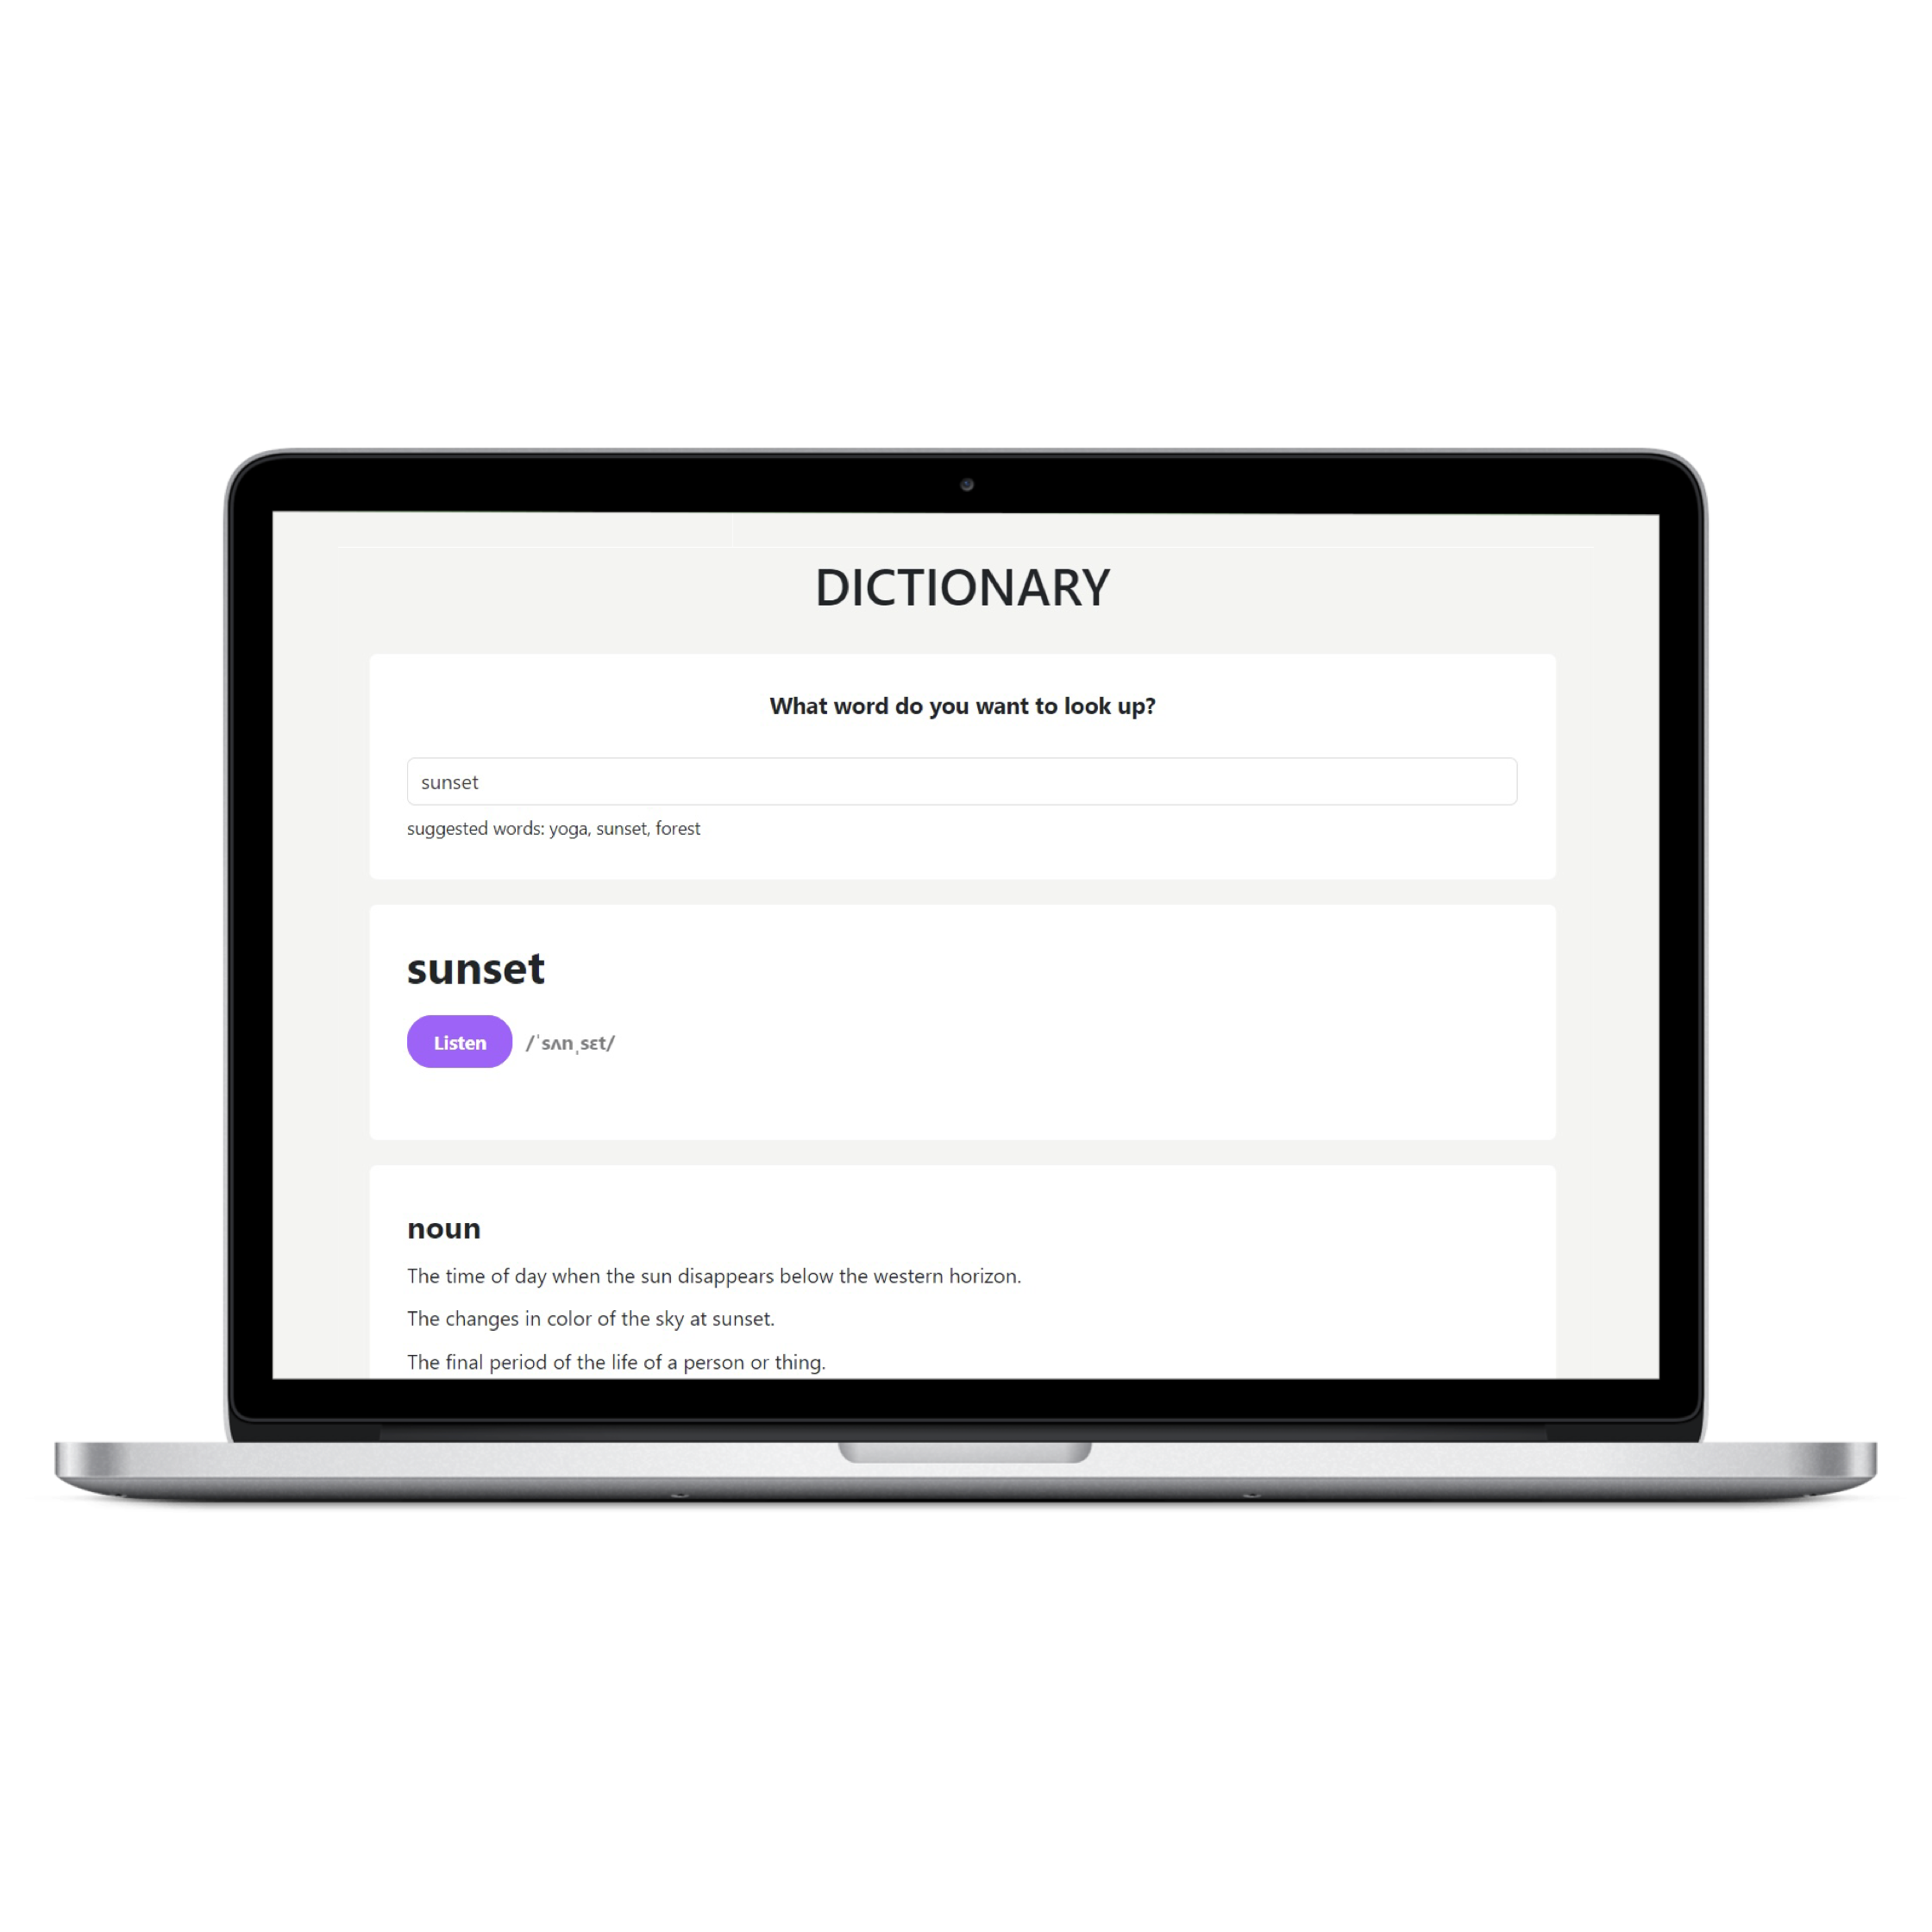 DICTIONARY
What word do you want to look up?
sunset
suggested words: yoga, sunset, forest
sunset
Listen /ˈsʌnˌsɛt/
noun
The time of day when the sun disappears below the western horizon.
The changes in color of the sky at sunset.
The final period of the life of a person or thing.